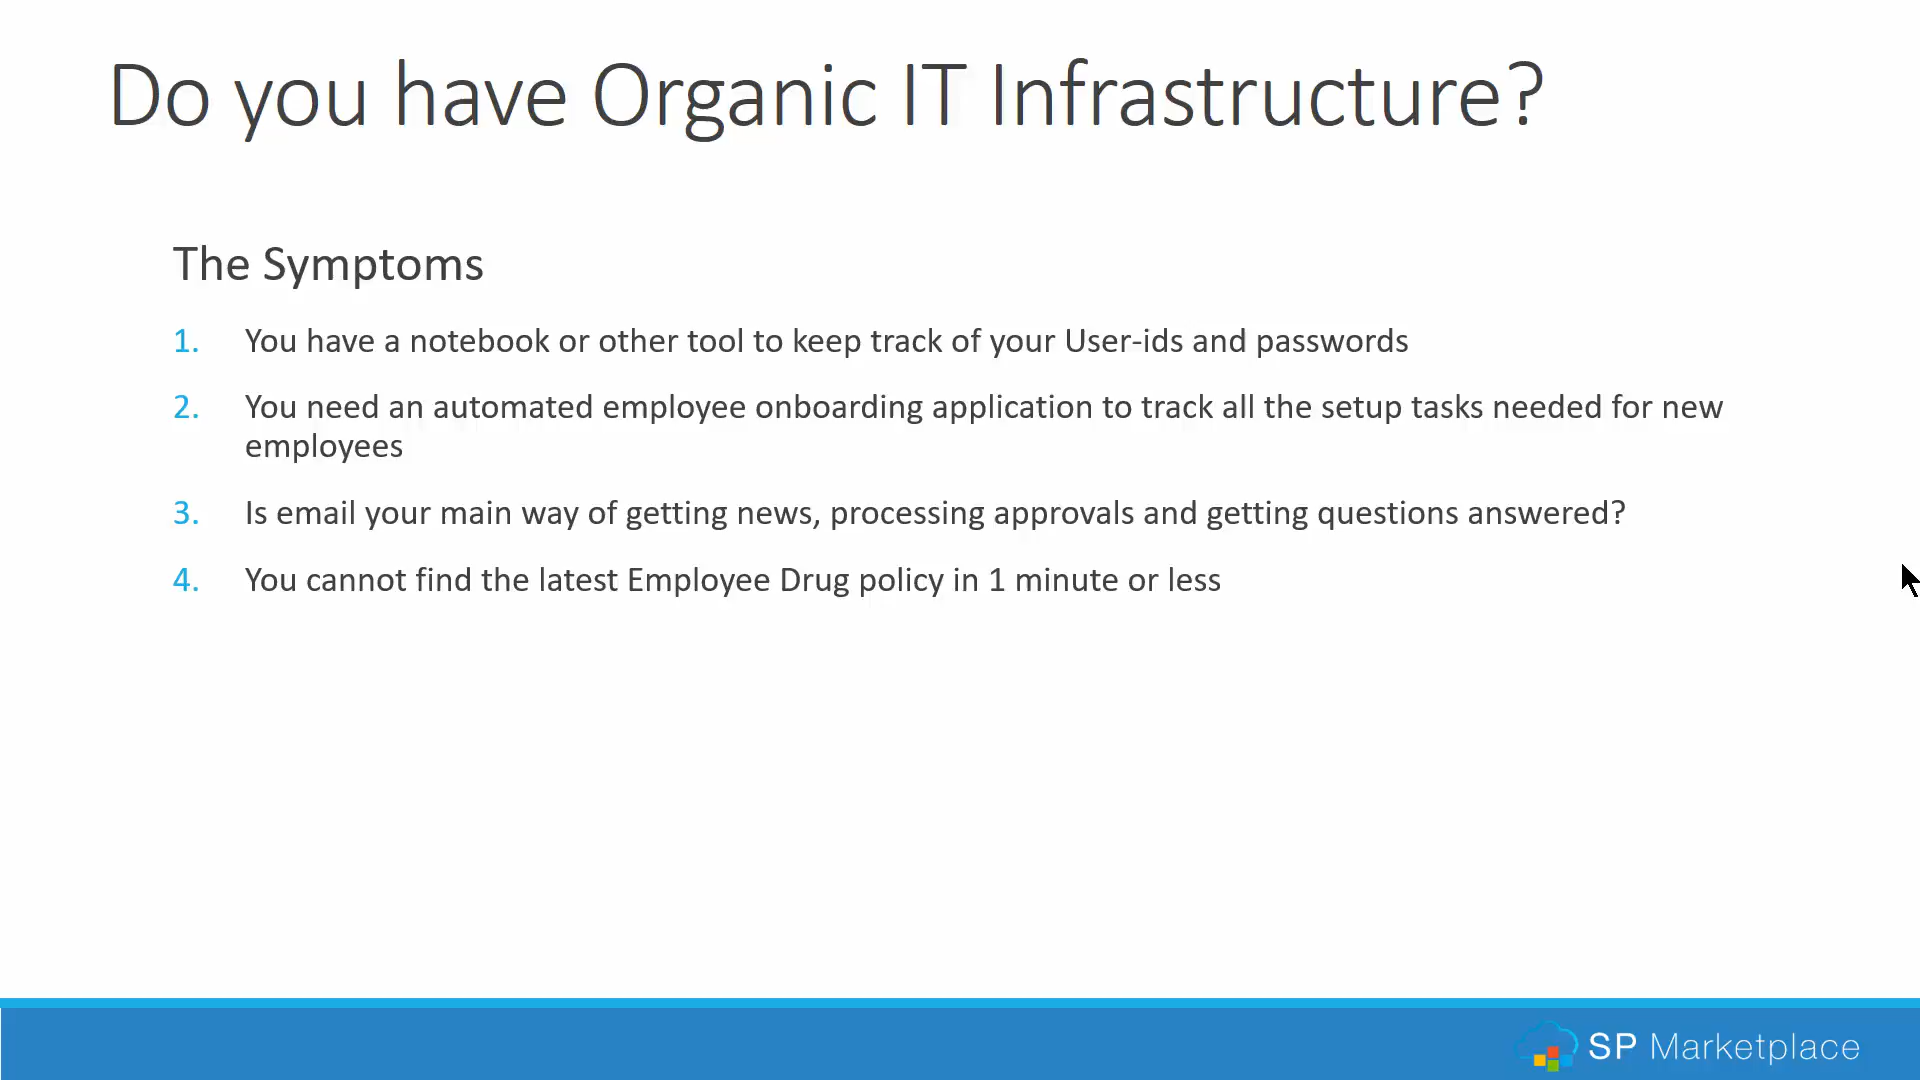 Do you have Organic IT Infrastructure?
The Symptoms
1. You have a notebook or other tool to keep track of your User-ids and passwords
2. You need an automated employee onboarding application to track all the setup tasks needed for new
employees
3. Is email your main way of getting news, processing approvals and getting questions answered?
4. You cannot find the latest Employee Drug policy in 1 minute or less
SP Marketplace